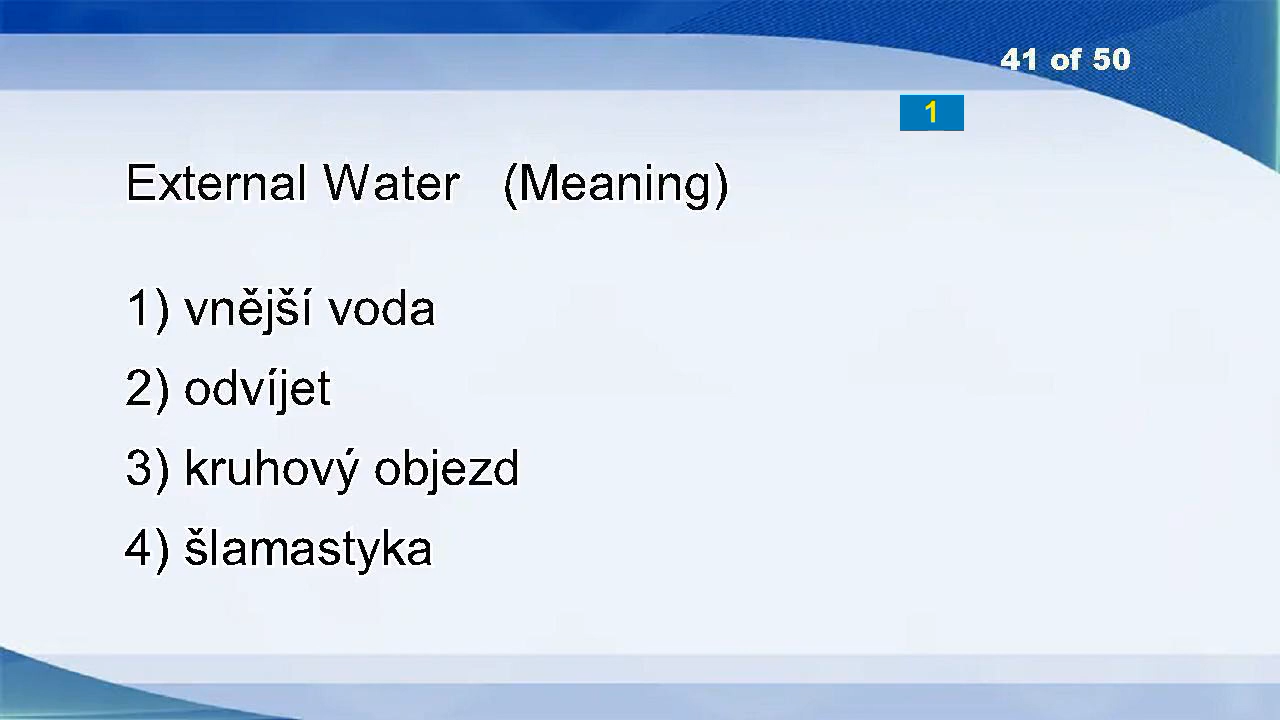 41 of 50
1
External Water (Meaning)
1) vnější voda
2) odvíjet
3) kruhový objezd
4) šlamastyka